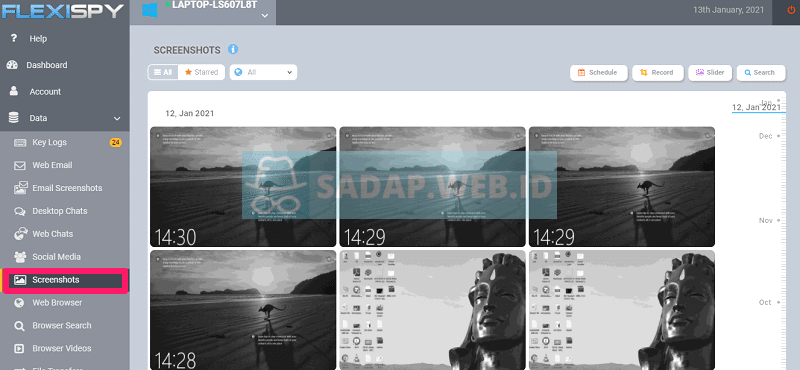 FLEXISPY
LAPTOP-LS607L8T
13th January, 2021
Help
Dashboard
Account
Data
Key Logs 24
Web Email
Email Screenshots
Desktop Chats
Web Chats
Social Media
Screenshots
Web Browser
Browser Search
Browser Videos
File Transfers
SCREENSHOTS
All Starred All
Schedule Record Slider Search
12, Jan 2021
Jan
12, Jan 2021
Dec
Nov
Oct
SADAP.WEB.ID
14:30 14:29 14:29
14:28